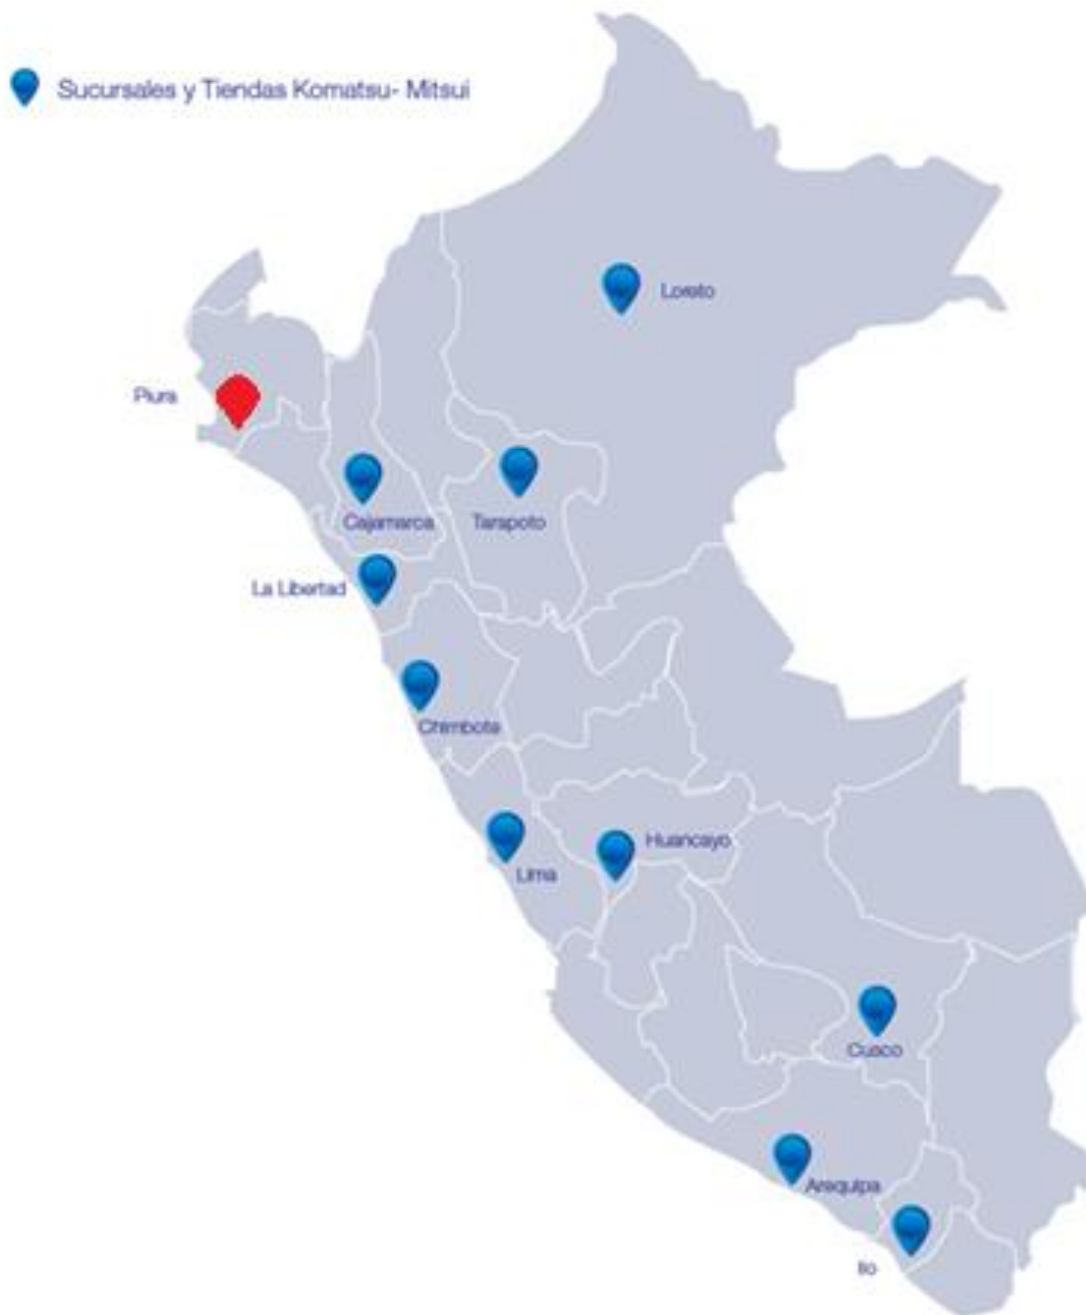 Sucursales y Tiendas Komatsu- Mitsui
Loreto
Piura
Cajamarca
Tarapoto
La Libertad
Chimbote
Huancayo
Lima
Cusco
Arequipa
Ilo